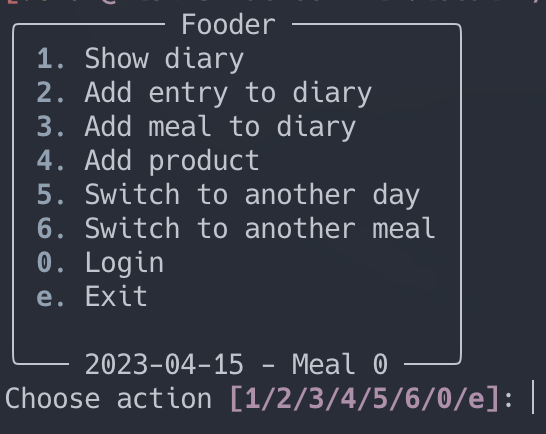 Fooder
1. Show diary
2. Add entry to diary
3. Add meal to diary
4. Add product
5. Switch to another day
6. Switch to another meal
0. Login
e. Exit
2023-04-15 - Meal 0
Choose action [1/2/3/4/5/6/0/e]: